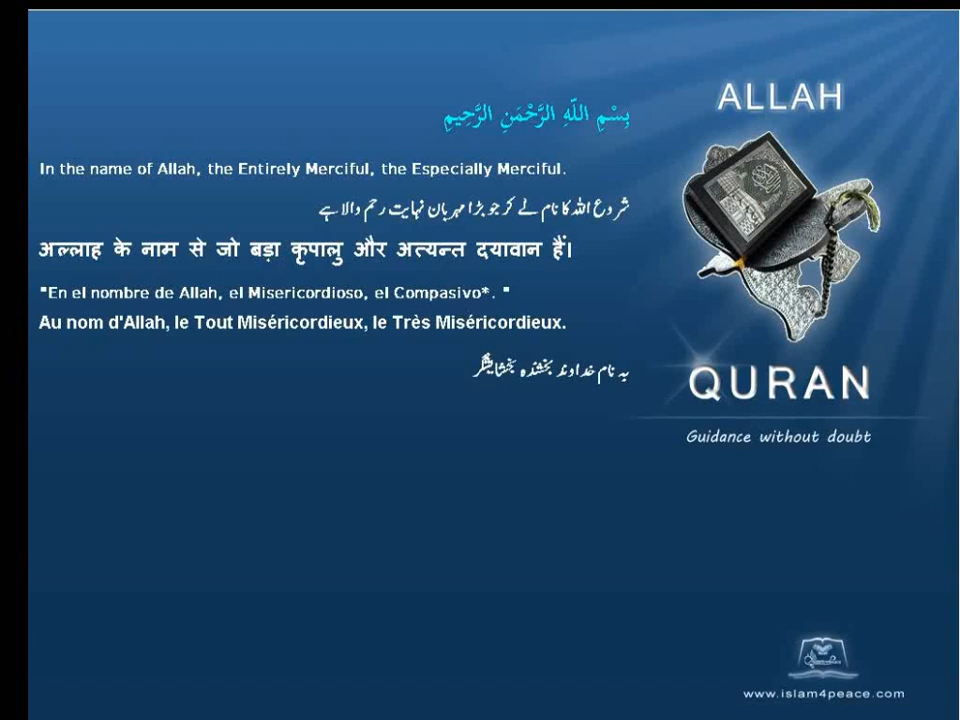 بِسْمِ اللّهِ الرَّحْمَنِ الرَّحِيمِ
In the name of Allah, the Entirely Merciful, the Especially Merciful.
شروع الله کا نام لے کر جو بڑا مہربان نہایت رحم والا ہے
अल्लाह के नाम से जो बड़ा कृपालु और अत्यन्त दयावान हैं।
"En el nombre de Allah, el Misericordioso, el Compasivo*. "
Au nom d'Allah, le Tout Miséricordieux, le Très Miséricordieux.
به نام خداوند بخشنده بخشایشگر
ALLAH
QURAN
Guidance without doubt
www.islam4peace.com